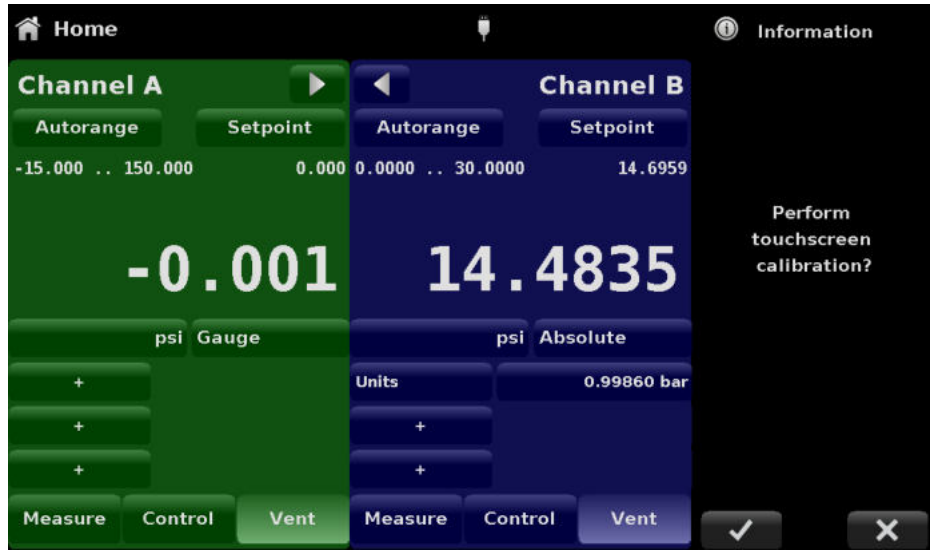 Home
Information
Channel A
Channel B
Autorange Setpoint
Autorange Setpoint
-15.000 .. 150.000 0.000
0.0000 .. 30.0000 14.6959
-0.001
14.4835
psi Gauge
psi Absolute
+
Units 0.99860 bar
+
+
+
+
Measure Control Vent
Measure Control Vent
Perform
touchscreen
calibration?